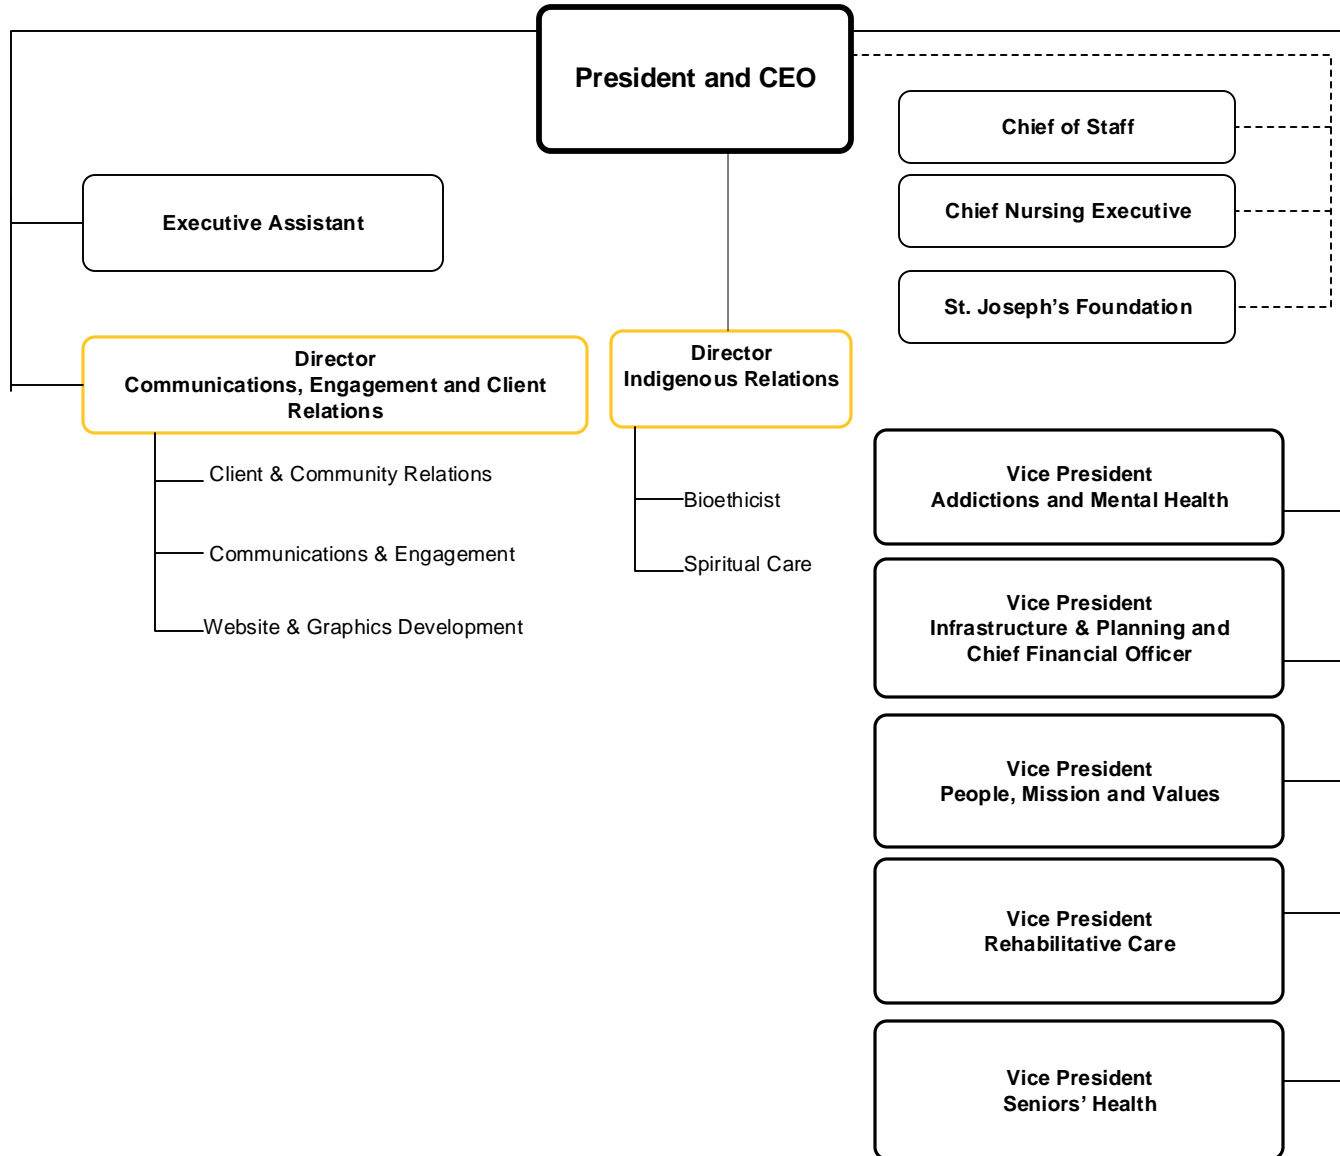 President and CEO
Chief of Staff
Executive Assistant
Chief Nursing Executive
St. Joseph’s Foundation
Director
Communications, Engagement and Client
Relations
Director
Indigenous Relations
Client & Community Relations
Communications & Engagement
Website & Graphics Development
Bioethicist
Spiritual Care
Vice President
Addictions and Mental Health
Vice President
Infrastructure & Planning and
Chief Financial Officer
Vice President
People, Mission and Values
Vice President
Rehabilitative Care
Vice President
Seniors’ Health